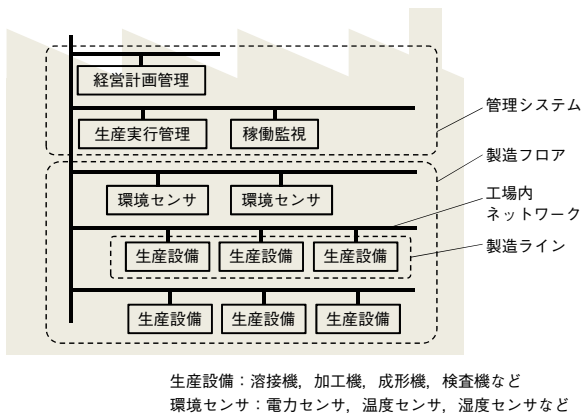 経営計画管理
生産実行管理 稼働監視
管理システム
製造フロア
環境センサ 環境センサ
工場内
ネットワーク
生産設備 生産設備 生産設備
製造ライン
生産設備 生産設備 生産設備
生産設備：溶接機，加工機，成形機，検査機など
環境センサ：電力センサ，温度センサ，湿度センサなど